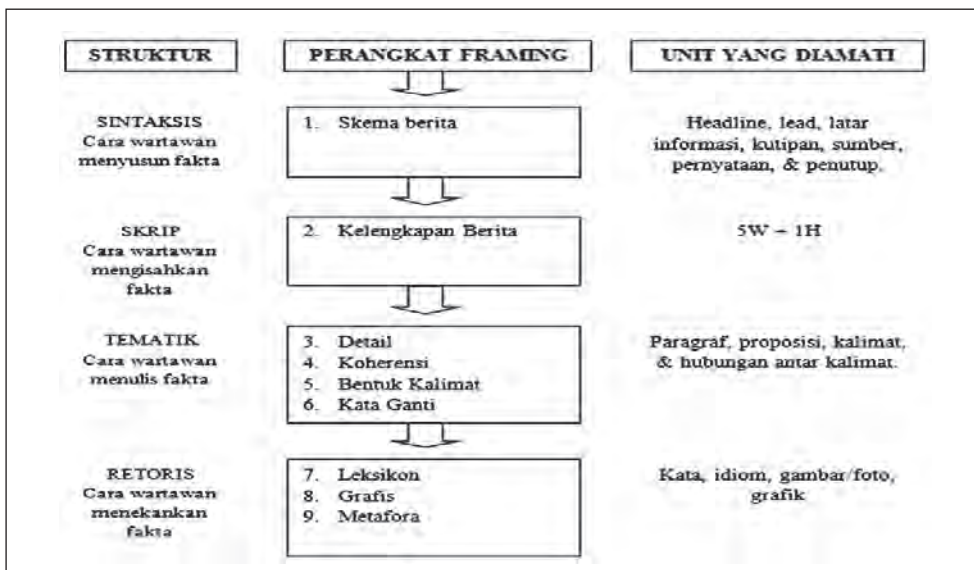 STRUKTUR
PERANGKAT FRAMING
UNIT YANG DIAMATI
SINTAKSIS
Cara wartawan
menyusun fakta
1. Skema berita
Headline, lead, latar
informasi, kutipan, sumber,
pernyataan, & penutup.
SKRIP
Cara wartawan
mengisahkan
fakta
2. Kelengkapan Berita
5W – 1H
TEMATIK
Cara wartawan
menulis fakta
3. Detail
4. Koherensi
5. Bentuk Kalimat
6. Kata Ganti
Paragraf, proposisi, kalimat,
& hubungan antar kalimat.
RETORIS
Cara wartawan
menekankan
fakta
7. Leksikon
8. Grafis
9. Metafora
Kata, idiom, gambar/foto,
grafik